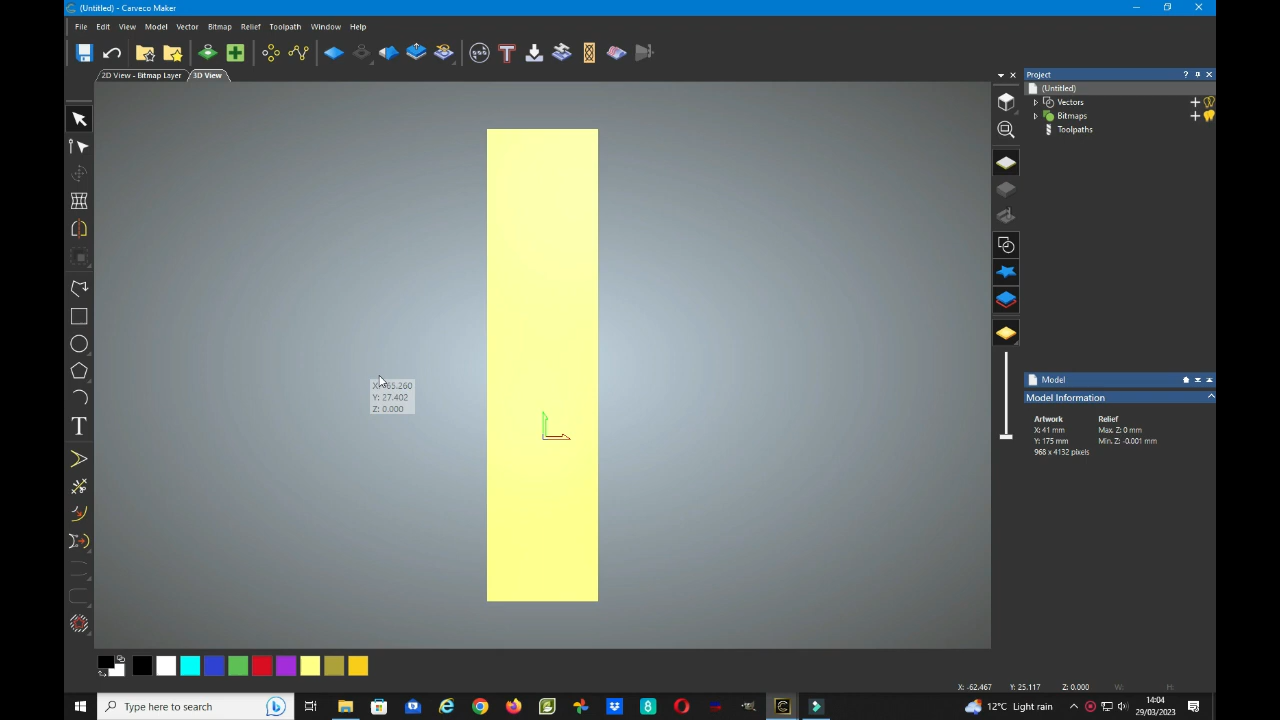 (Untitled) - Carveco Maker
File Edit View Model Vector Bitmap Relief Toolpath Window Help
2D View - Bitmap Layer 3D View
Project
(Untitled)
Vectors
Bitmaps
Toolpaths
X: -65.260
Y: 27.402
Z: 0.000
Model
Model Information
Artwork Relief
X: 41 mm Max. Z: 0 mm
Y: 175 mm Min. Z: -0.001 mm
968 x 4132 pixels
X: -62.467 Y: 25.117 Z: 0.000 W: H:
Type here to search
12°C Light rain
14:04
29/03/2023